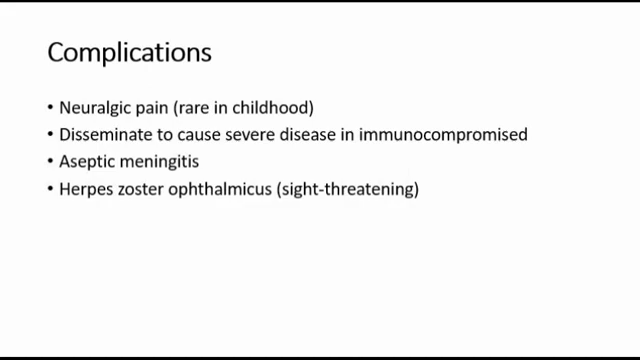 Complications
• Neuralgic pain (rare in childhood)
• Disseminate to cause severe disease in immunocompromised
• Aseptic meningitis
• Herpes zoster ophthalmicus (sight-threatening)